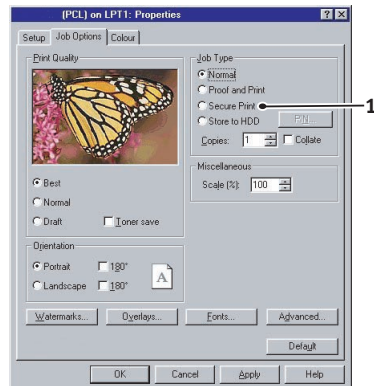 (PCL) on LPT1: Properties
Setup Job Options Colour
Print Quality
Best
Normal
Draft Toner save
Orientation
Portrait 180°
Landscape 180°
A
Job Type
Normal
Proof and Print
Secure Print
1
Store to HDD PIN...
Copies: 1 Collate
Miscellaneous
Scale (%): 100
Watermarks... Overlays... Fonts... Advanced...
Default
OK Cancel Apply Help